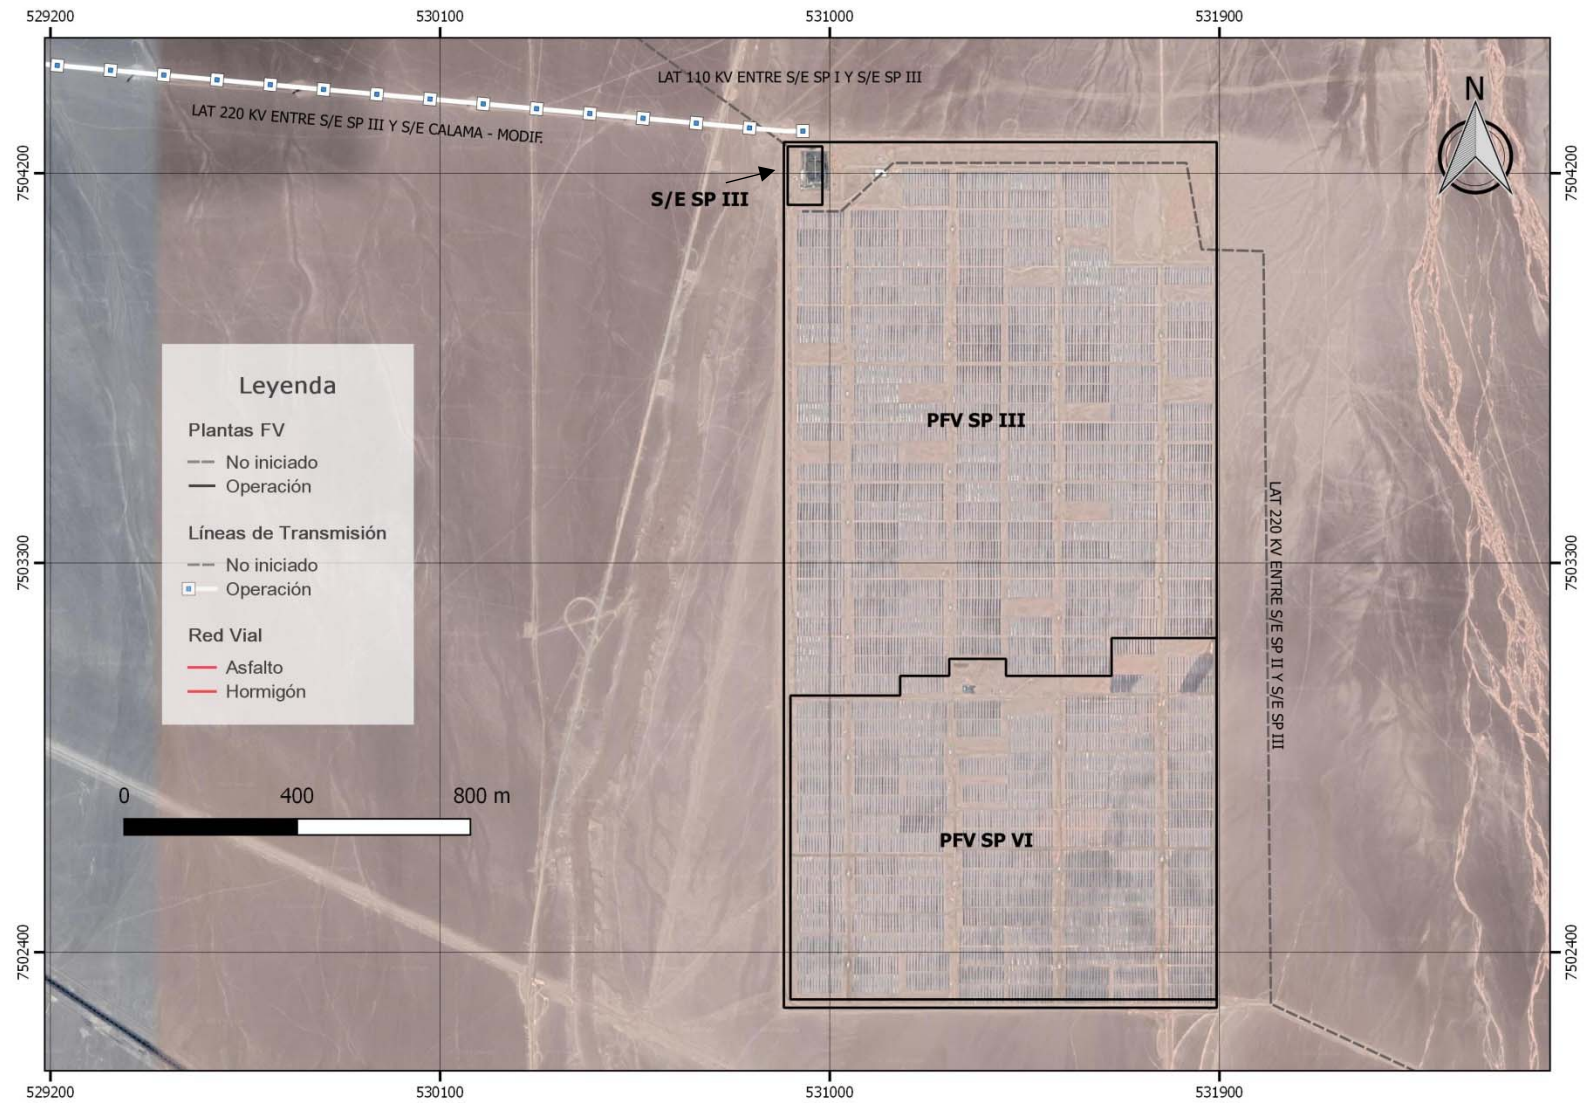 529200
530100
531000
531900
LAT 110 KV ENTRE S/E SP I Y S/E SP III
N
LAT 220 KV ENTRE S/E SP III Y S/E CALAMA - MODIF.
7504200
7504200
S/E SP III
Leyenda
Plantas FV
No iniciado
Operación
Líneas de Transmisión
No iniciado
Operación
Red Vial
Asfalto
Hormigón
PFV SP III
LAT 220 KV ENTRE S/E SP II Y S/E SP III
7503300
7503300
0
400
800 m
PFV SP VI
7502400
7502400
529200
530100
531000
531900